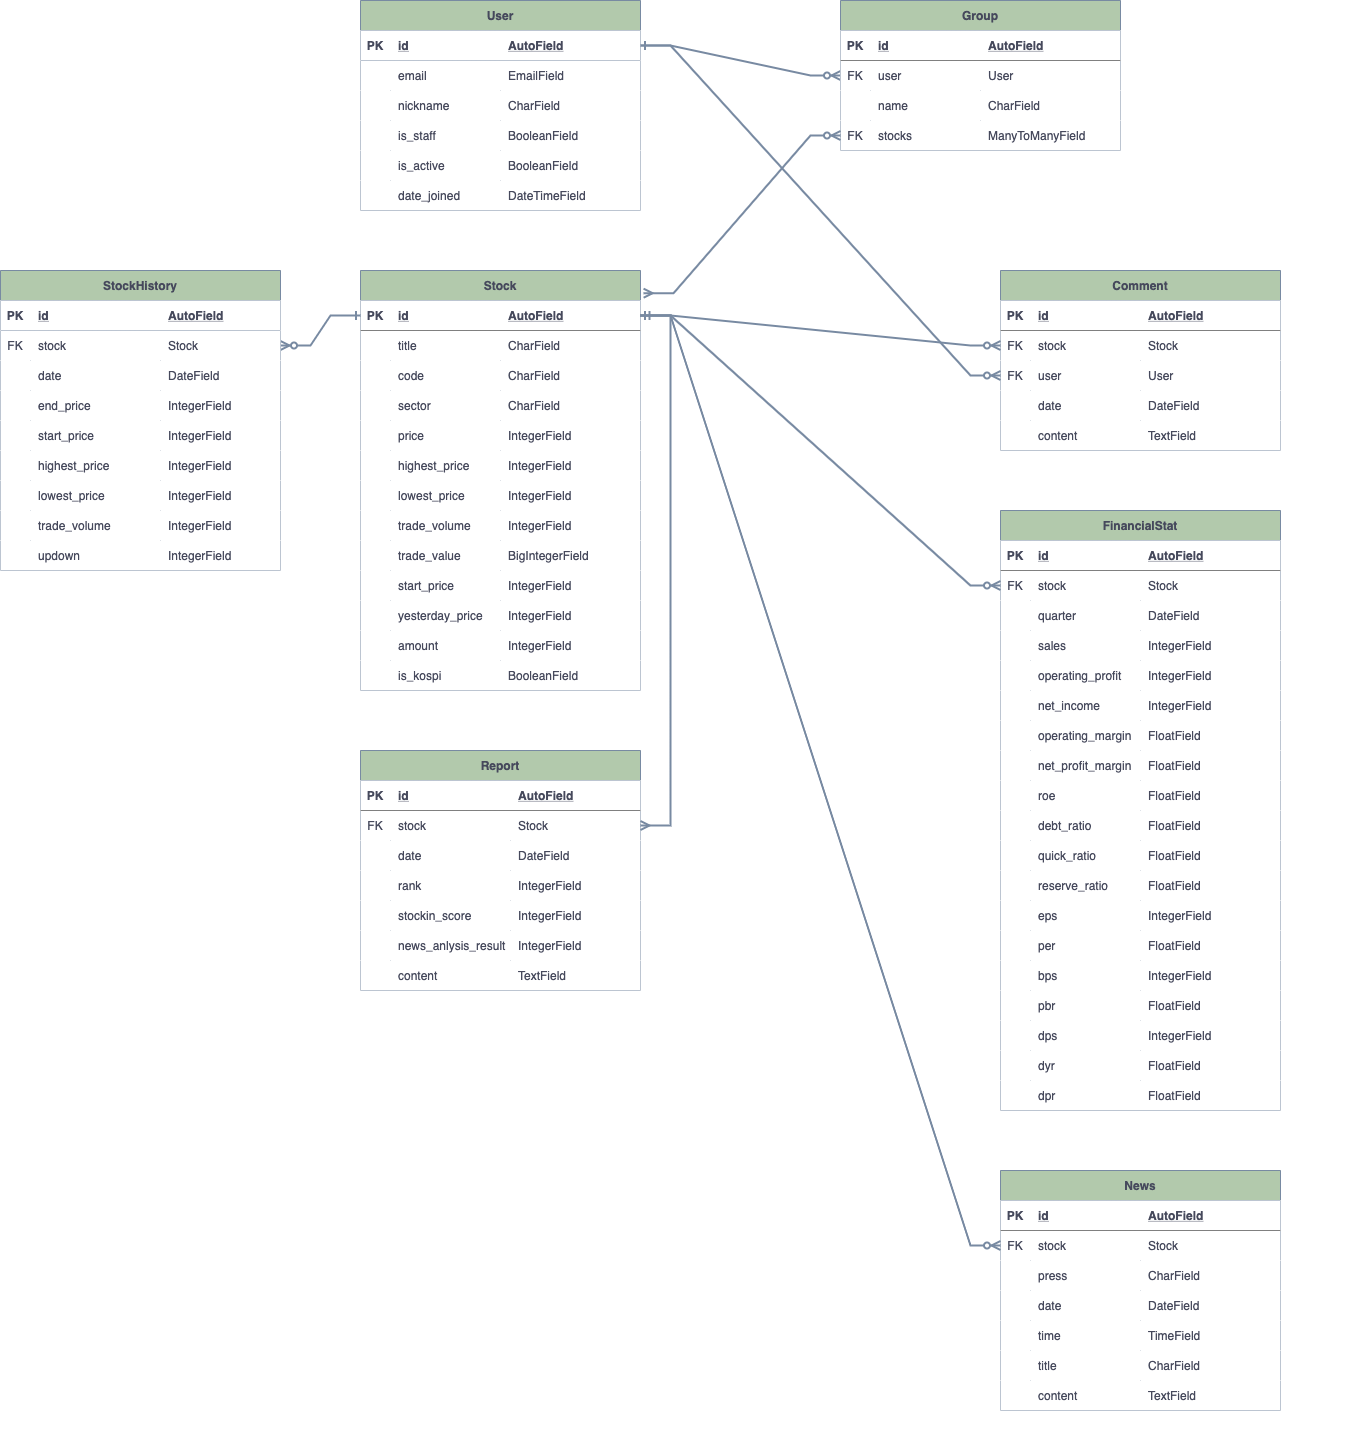 User
PK id AutoField
email EmailField
nickname CharField
is_staff BooleanField
is_active BooleanField
date_joined DateTimeField
Group
PK id AutoField
FK user User
name CharField
FK stocks ManyToManyField
StockHistory
PK id AutoField
FK stock Stock
date DateField
end_price IntegerField
start_price IntegerField
highest_price IntegerField
lowest_price IntegerField
trade_volume IntegerField
updown IntegerField
Stock
PK id AutoField
title CharField
code CharField
sector CharField
price IntegerField
highest_price IntegerField
lowest_price IntegerField
trade_volume IntegerField
trade_value BigIntegerField
start_price IntegerField
yesterday_price IntegerField
amount IntegerField
is_kospi BooleanField
Comment
PK id AutoField
FK stock Stock
FK user User
date DateField
content TextField
FinancialStat
PK id AutoField
FK stock Stock
quarter DateField
sales IntegerField
operating_profit IntegerField
net_income IntegerField
operating_margin FloatField
net_profit_margin FloatField
roe FloatField
debt_ratio FloatField
quick_ratio FloatField
reserve_ratio FloatField
eps IntegerField
per FloatField
bps IntegerField
pbr FloatField
dps IntegerField
dyr FloatField
dpr FloatField
Report
PK id AutoField
FK stock Stock
date DateField
rank IntegerField
stockin_score IntegerField
news_anlysis_result IntegerField
content TextField
News
PK id AutoField
FK stock Stock
press CharField
date DateField
time TimeField
title CharField
content TextField